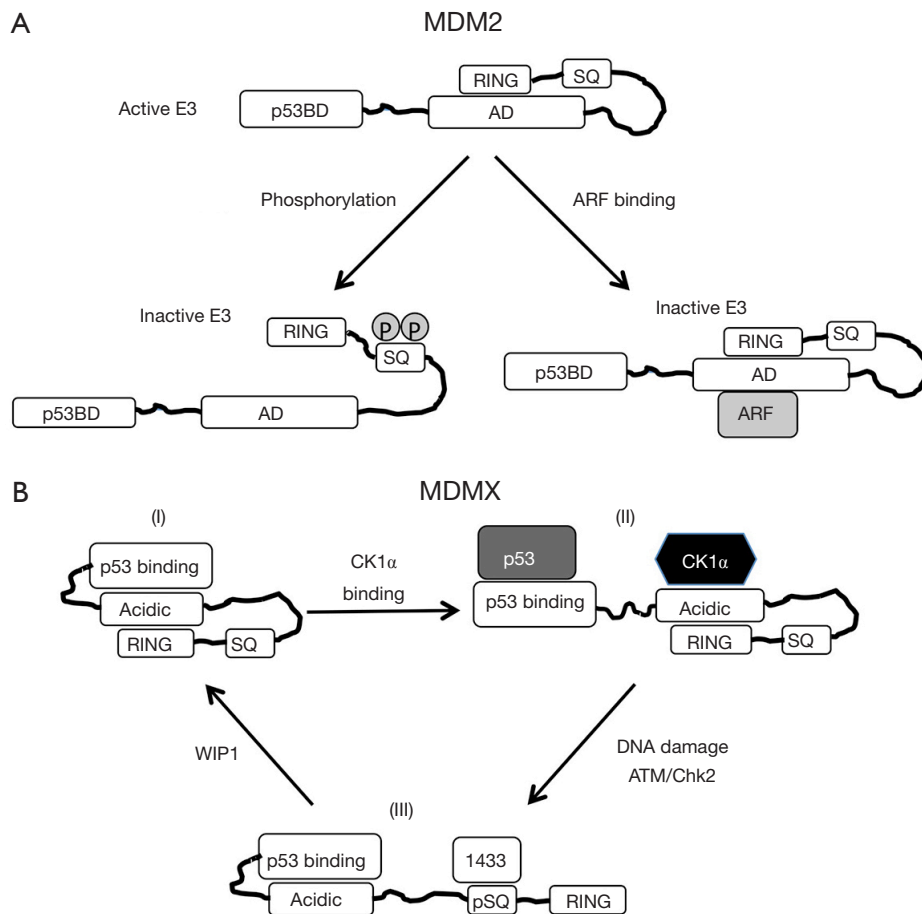 A
MDM2
Active E3
p53BD
RING
SQ
AD
Phosphorylation
ARF binding
Inactive E3
RING
P P
SQ
p53BD
AD
Inactive E3
RING
SQ
p53BD
AD
ARF
B
MDMX
(I)
p53 binding
Acidic
RING
SQ
CK1α
binding
(II)
p53
CK1α
p53 binding
Acidic
RING
SQ
WIP1
DNA damage
ATM/Chk2
(III)
p53 binding
1433
Acidic
pSQ
RING